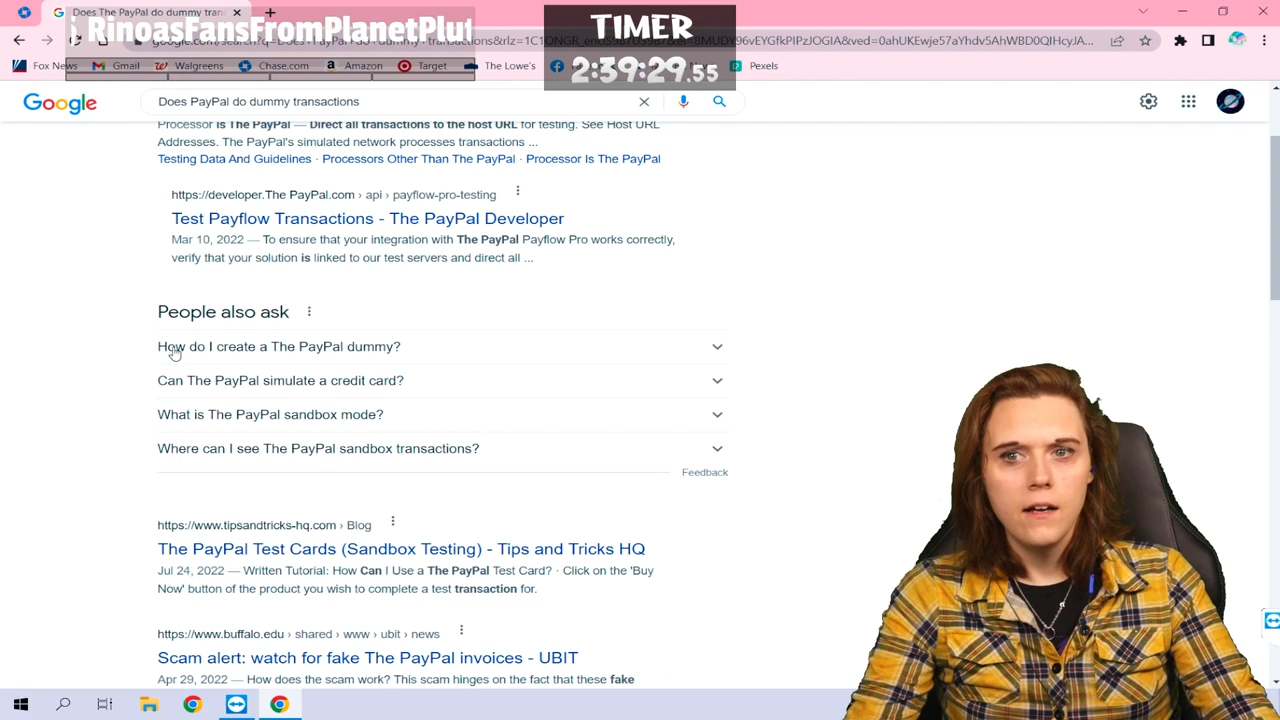 Does The PayPal do dummy trans
RinoasFansFromPlanetPlut
TIMER
2:39:29.55
Fox News
Gmail
Walgreens
Chase.com
Amazon
Target
The Lowe's
Pexels
Google
Does PayPal do dummy transactions
Processor is The PayPal — Direct all transactions to the host URL for testing. See Host URL
Addresses. The PayPal's simulated network processes transactions ...
Testing Data And Guidelines · Processors Other Than The PayPal · Processor Is The PayPal
https://developer.The PayPal.com › api › payflow-pro-testing
Test Payflow Transactions - The PayPal Developer
Mar 10, 2022 — To ensure that your integration with The PayPal Payflow Pro works correctly,
verify that your solution is linked to our test servers and direct all ...
People also ask
How do I create a The PayPal dummy?
Can The PayPal simulate a credit card?
What is The PayPal sandbox mode?
Where can I see The PayPal sandbox transactions?
Feedback
https://www.tipsandtricks-hq.com › Blog
The PayPal Test Cards (Sandbox Testing) - Tips and Tricks HQ
Jul 24, 2022 — Written Tutorial: How Can I Use a The PayPal Test Card? · Click on the 'Buy
Now' button of the product you wish to complete a test transaction for.
https://www.buffalo.edu › shared › www › ubit › news
Scam alert: watch for fake The PayPal invoices - UBIT
Apr 29, 2022 — How does the scam work? This scam hinges on the fact that these fake